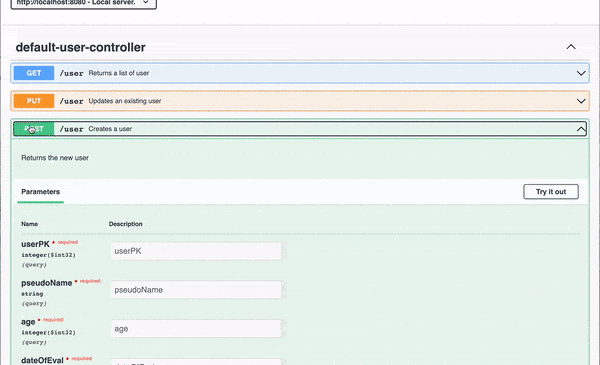 http://localhost:8080 - Local server.
default-user-controller
GET /user Returns a list of user
PUT /user Updates an existing user
POST /user Creates a user
Returns the new user
Parameters Try it out
Name Description
userPK * required userPK
integer($int32)
(query)
pseudoName * required pseudoName
string
(query)
age * required age
integer($int32)
(query)
dateOfEval * required